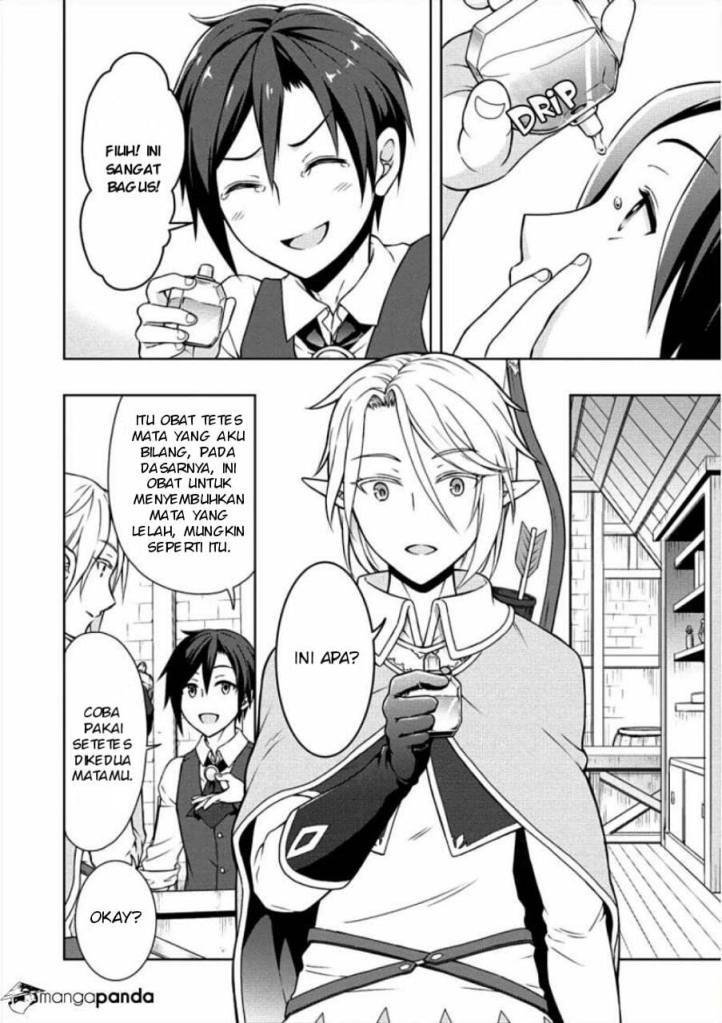 DRIP
FIUH! INI
SANGAT
BAGUS!
INI APA?
ITU OBAT TETES
MATA YANG AKU
BILANG, PADA
DASARNYA, INI
OBAT UNTUK
MENYEMBUHKAN
MATA YANG
LELAH, MUNGKIN
SEPERTI ITU.
COBA
PAKAI
SETETES
DIKEDUA
MATAMU.
OKAY?
mangapanda